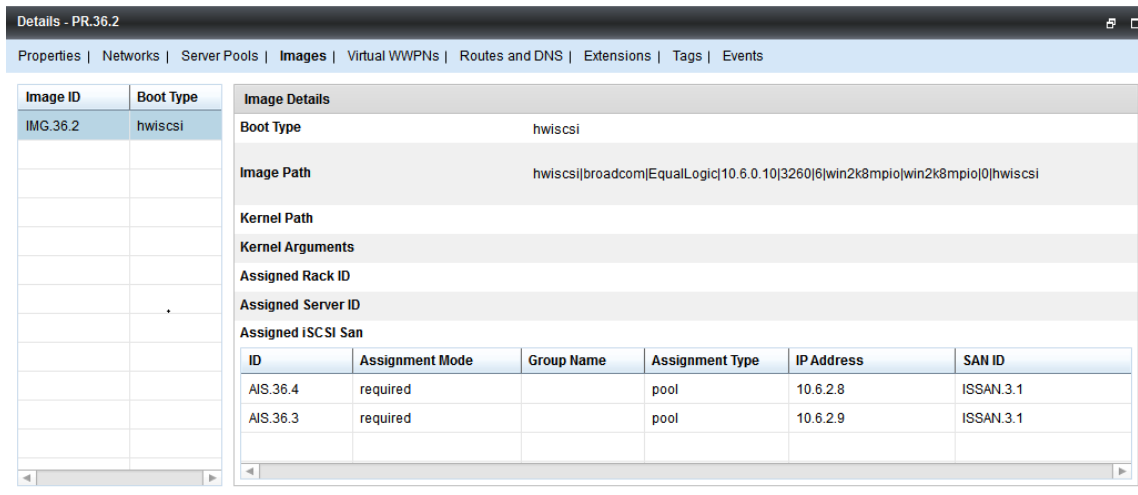 Details - PR.36.2
Properties | Networks | Server Pools | Images | Virtual WWPNs | Routes and DNS | Extensions | Tags | Events
Image ID Boot Type
IMG.36.2 hwiscsi
Image Details
Boot Type hwiscsi
Image Path hwiscsi|broadcom|EqualLogic|10.6.0.10|3260|6|win2k8mpio|win2k8mpio|0|hwiscsi
Kernel Path
Kernel Arguments
Assigned Rack ID
Assigned Server ID
Assigned iSCSI San
ID Assignment Mode Group Name Assignment Type IP Address SAN ID
AIS.36.4 required pool 10.6.2.8 ISSAN.3.1
AIS.36.3 required pool 10.6.2.9 ISSAN.3.1